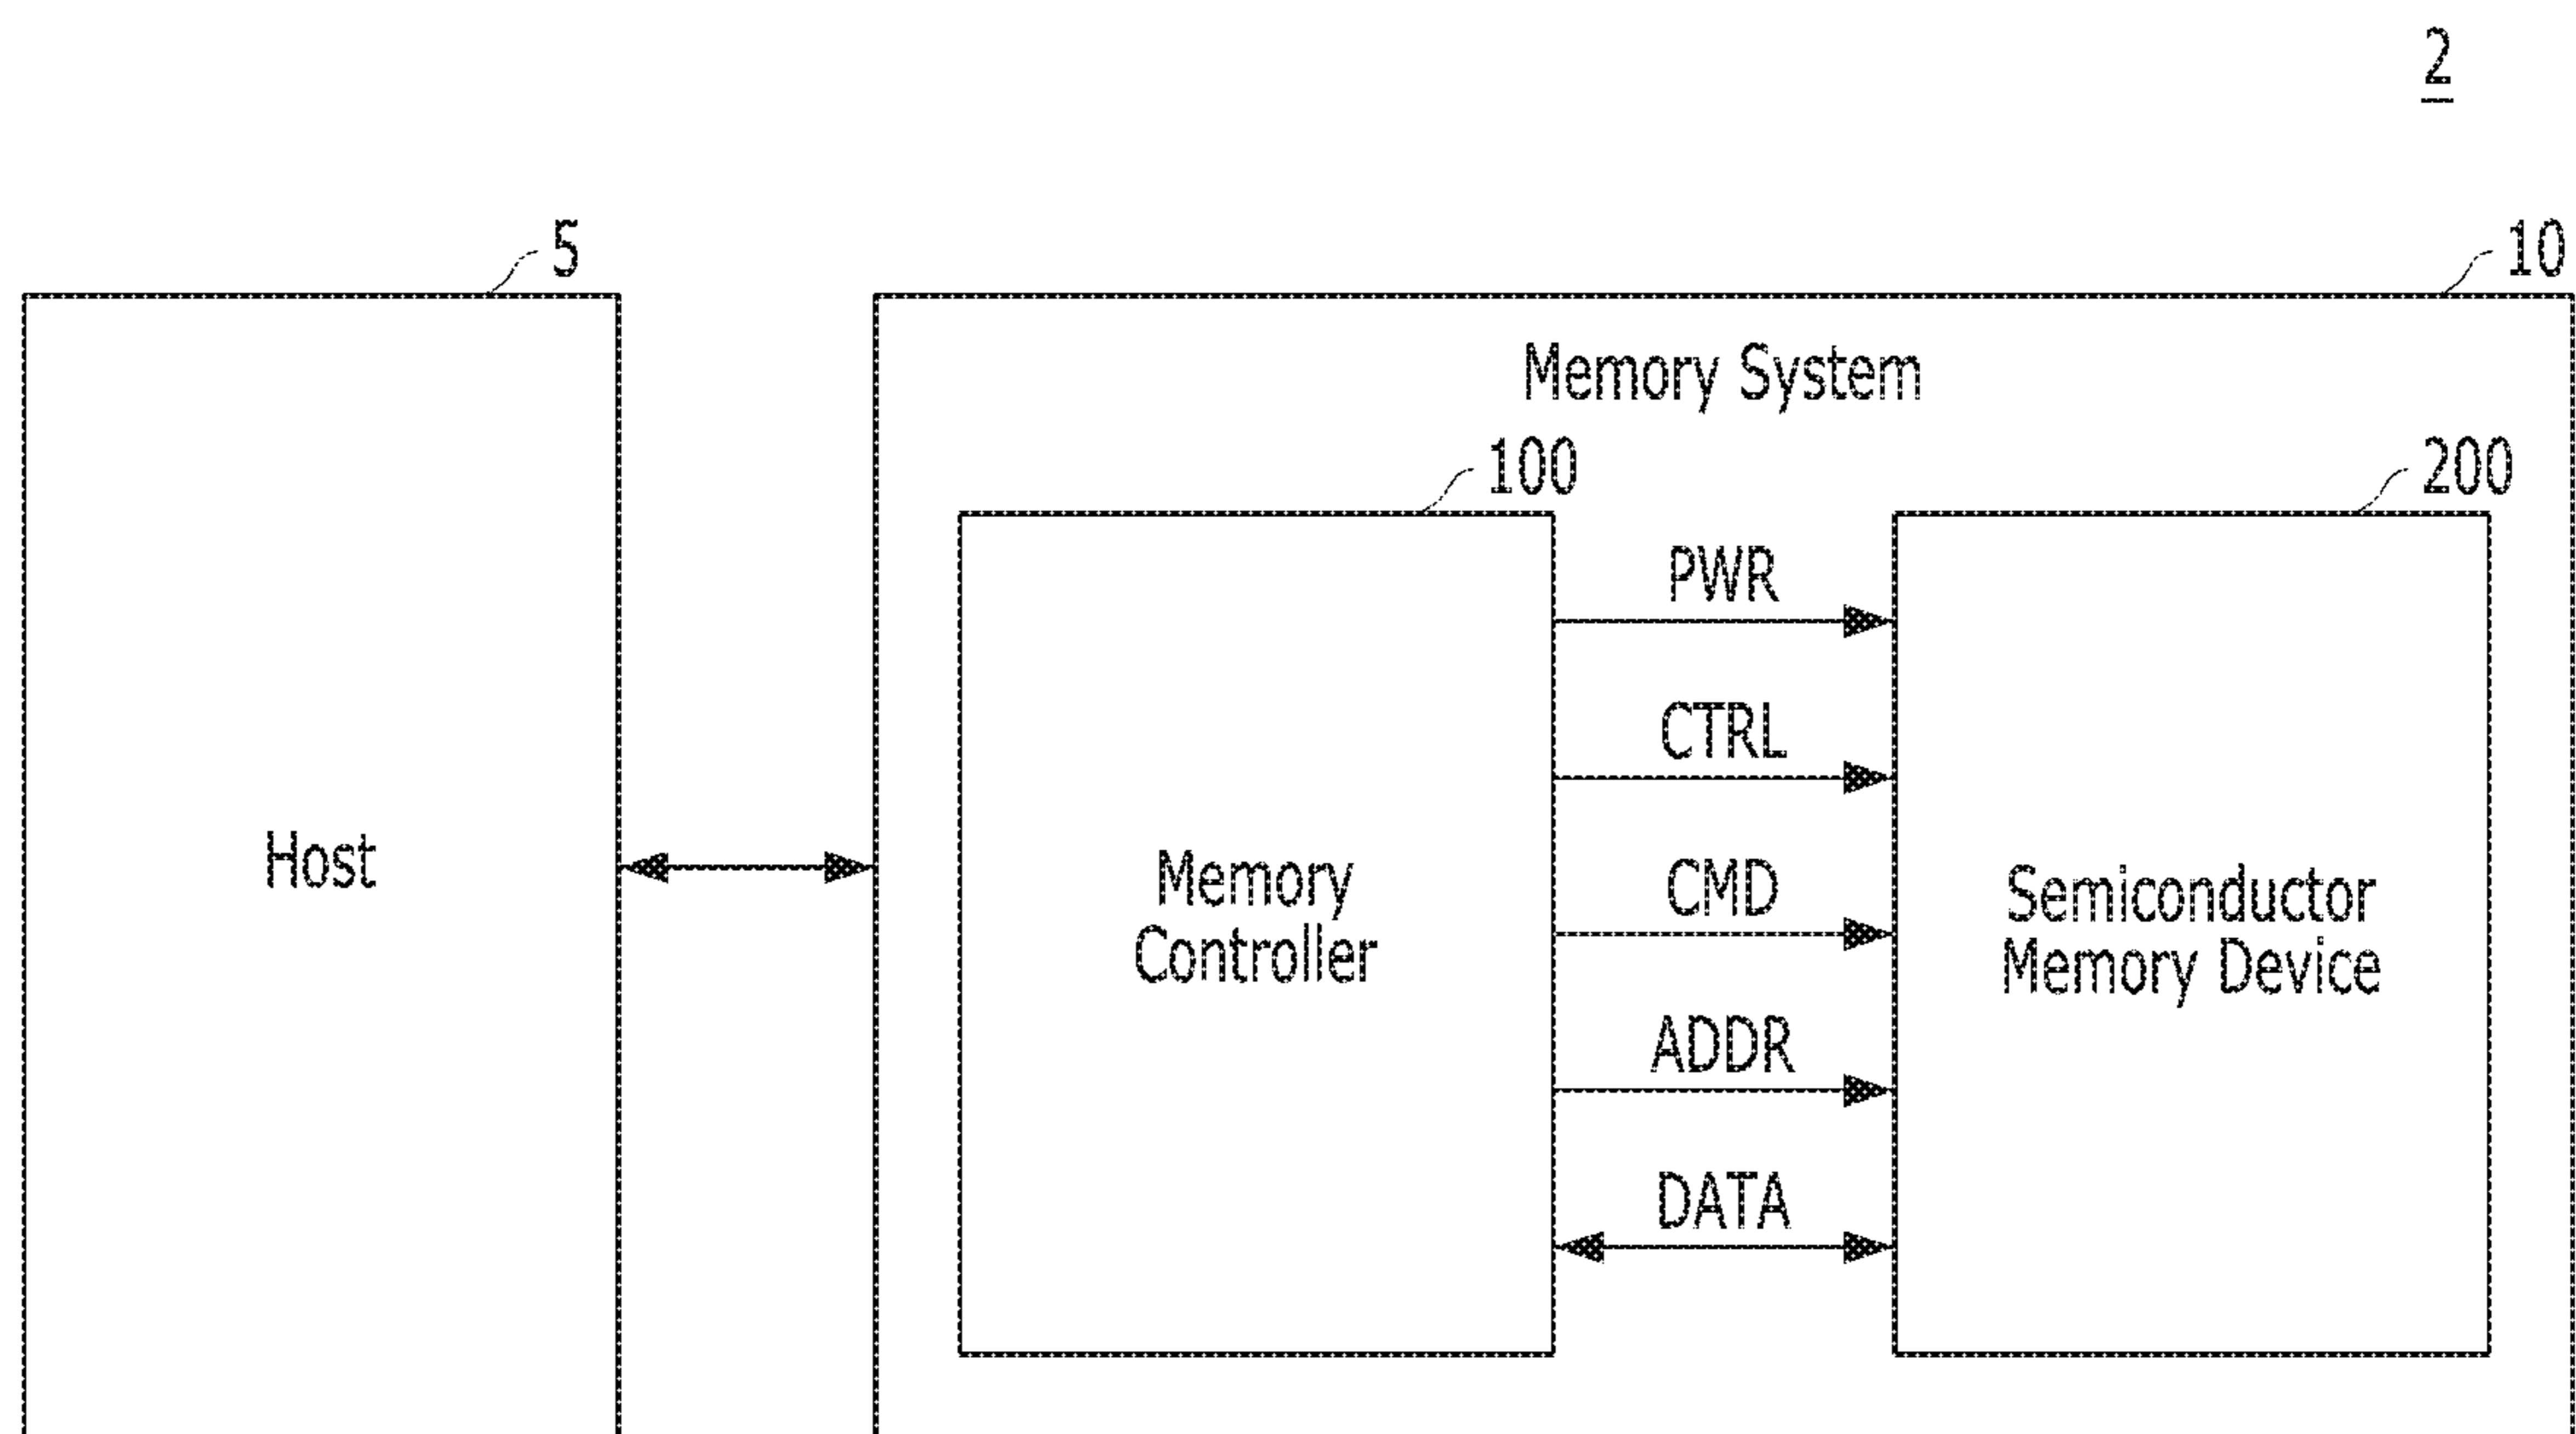 2
5
10
Memory System
100
200
PWR
CTRL
CMD
ADDR
DATA
Host
Memory
Controller
Semiconductor
Memory Device